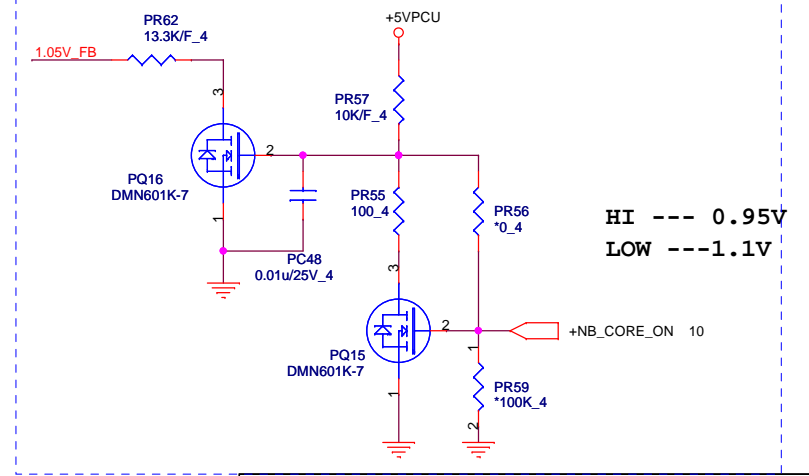 PR62
13.3K/F_4
+5VPCU
1.05V_FB
PR57
10K/F_4
3
2
PQ16
DMN601K-7
1
PR55
100_4
PR56
*0_4
HI --- 0.95V
LOW ---1.1V
PC48
0.01u/25V_4
3
2
+NB_CORE_ON 10
1
PQ15
DMN601K-7
PR59
*100K_4
1
2